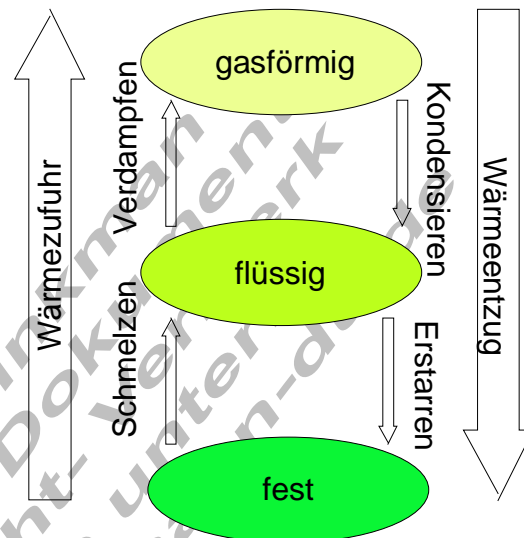 gasförmig
Verdampfen
Kondensieren
Wärmezufuhr
Wärmeentzug
flüssig
Schmelzen
Erstarren
fest